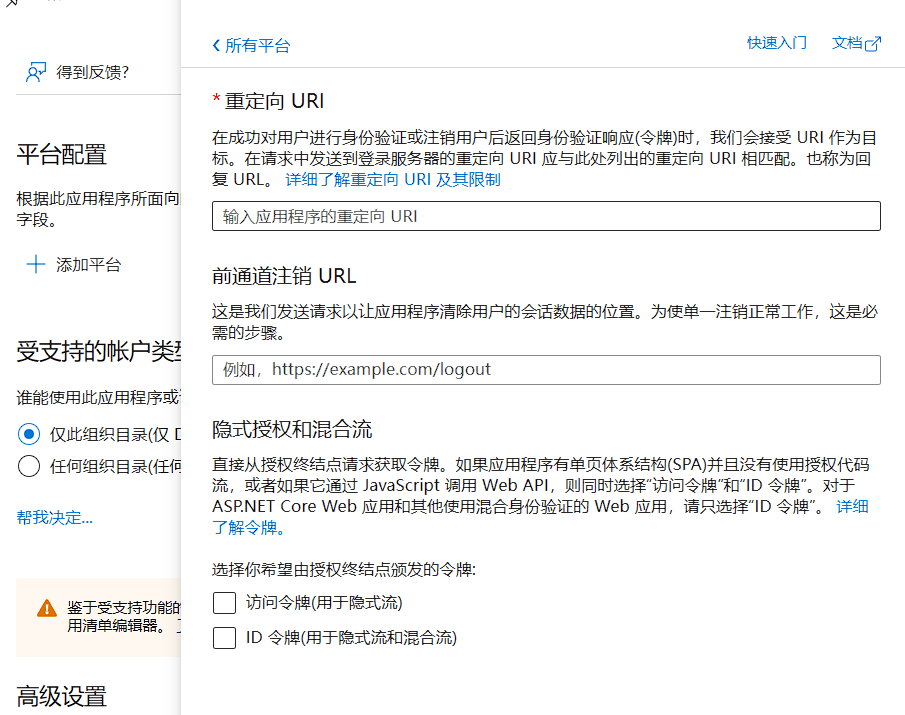 得到反馈?
平台配置
根据此应用程序所面向
字段。
添加平台
受支持的帐户类型
谁能使用此应用程序或
仅此组织目录(仅 D
任何组织目录(任何
帮我决定...
鉴于受支持功能的
用清单编辑器。
高级设置
所有平台
快速入门
文档
* 重定向 URI
在成功对用户进行身份验证或注销用户后返回身份验证响应(令牌)时，我们会接受 URI 作为目
标。在请求中发送到登录服务器的重定向 URI 应与此处列出的重定向 URI 相匹配。也称为回
复 URL。 详细了解重定向 URI 及其限制
输入应用程序的重定向 URI
前通道注销 URL
这是我们发送请求以让应用程序清除用户的会话数据的位置。为使单一注销正常工作，这是必
需的步骤。
例如，https://example.com/logout
隐式授权和混合流
直接从授权终结点请求获取令牌。如果应用程序有单页体系结构(SPA)并且没有使用授权代码
流，或者如果它通过 JavaScript 调用 Web API，则同时选择“访问令牌”和“ID 令牌”。对于
ASP.NET Core Web 应用和其他使用混合身份验证的 Web 应用，请只选择“ID 令牌”。 详细
了解令牌。
选择你希望由授权终结点颁发的令牌:
访问令牌(用于隐式流)
ID 令牌(用于隐式流和混合流)